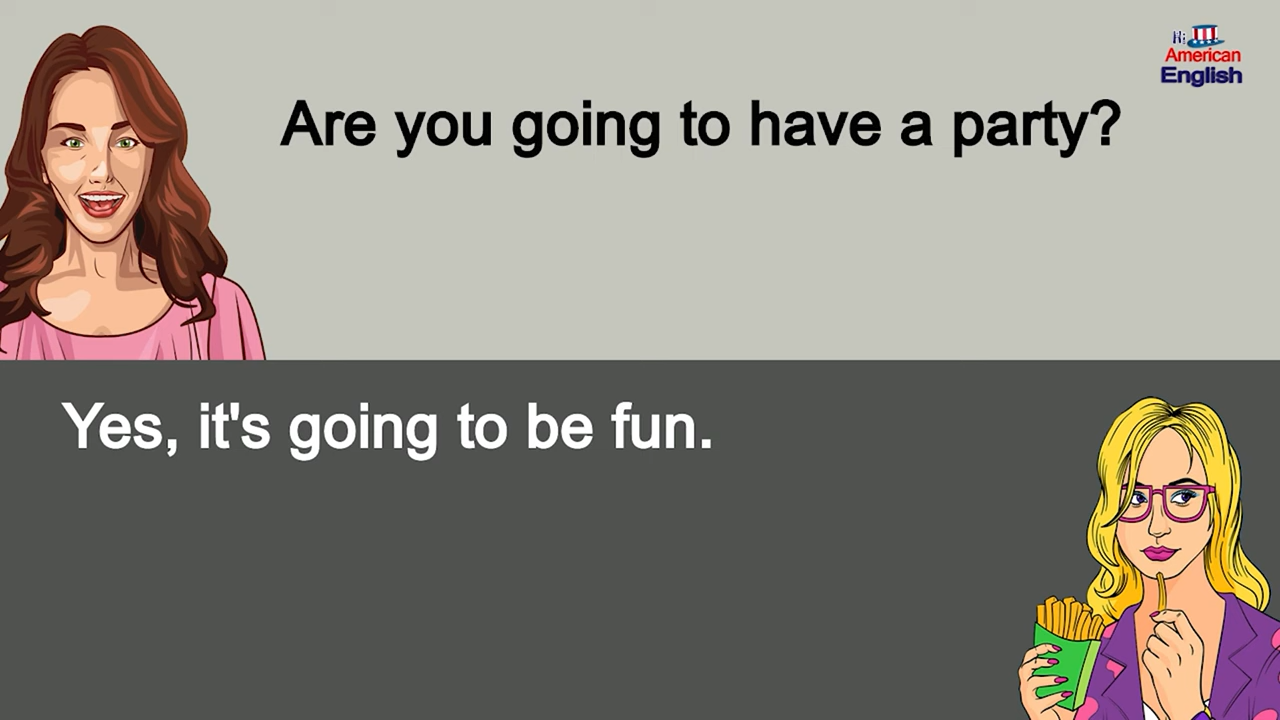 Hi
American
English
Are you going to have a party?
Yes, it's going to be fun.